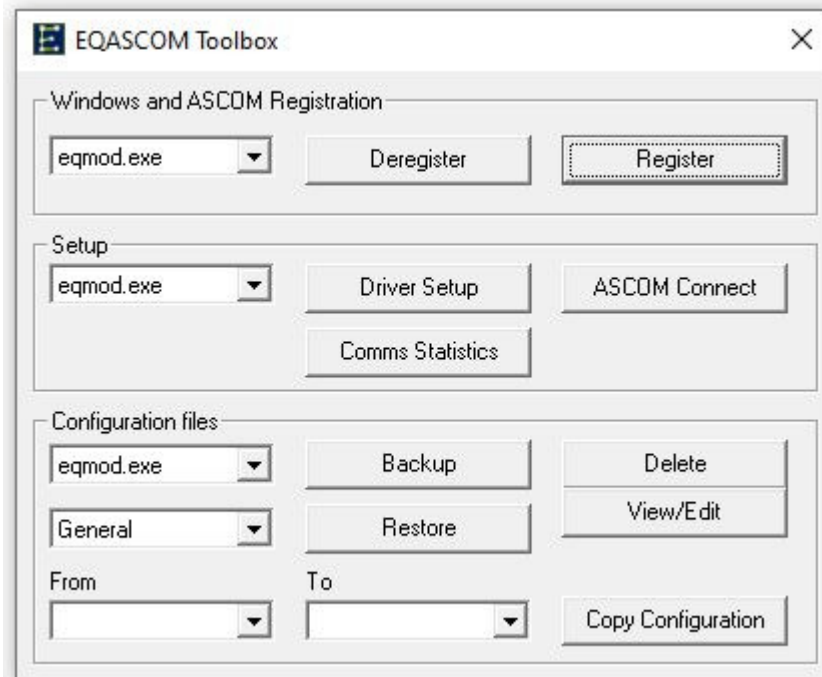 EQASCOM Toolbox
Windows and ASCOM Registration
eqmod.exe Deregister Register
Setup
eqmod.exe Driver Setup ASCOM Connect
Comms Statistics
Configuration files
eqmod.exe Backup Delete
General Restore View/Edit
From To
Copy Configuration